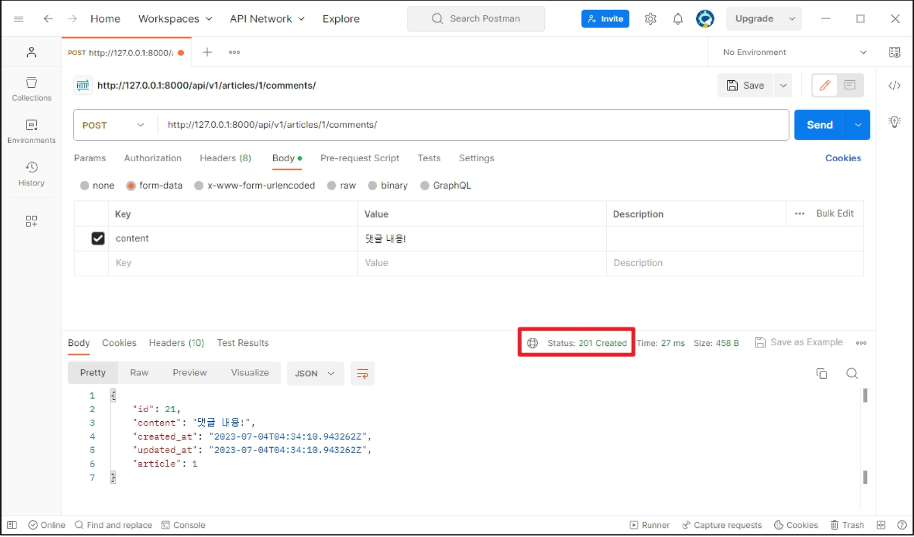 Home Workspaces API Network Explore Search Postman Invite Upgrade
POST http://127.0.0.1:8000/a No Environment
HTTP http://127.0.0.1:8000/api/v1/articles/1/comments/ Save
POST http://127.0.0.1:8000/api/v1/articles/1/comments/ Send
Params Authorization Headers (8) Body Pre-request Script Tests Settings Cookies
none form-data x-www-form-urlencoded raw binary GraphQL
Key Value Description Bulk Edit
content 댓글 내용!
Key Value Description
Collections
Environments
History
Body Cookies Headers (10) Test Results Status: 201 Created Time: 27 ms Size: 458 B Save as Example
Pretty Raw Preview Visualize JSON
1 {
2 "id": 21,
3 "content": "댓글 내용!",
4 "created_at": "2023-07-04T04:34:10.943262Z",
5 "updated_at": "2023-07-04T04:34:10.943262Z",
6 "article": 1
7 }
Online Find and replace Console Runner Capture requests Cookies Trash